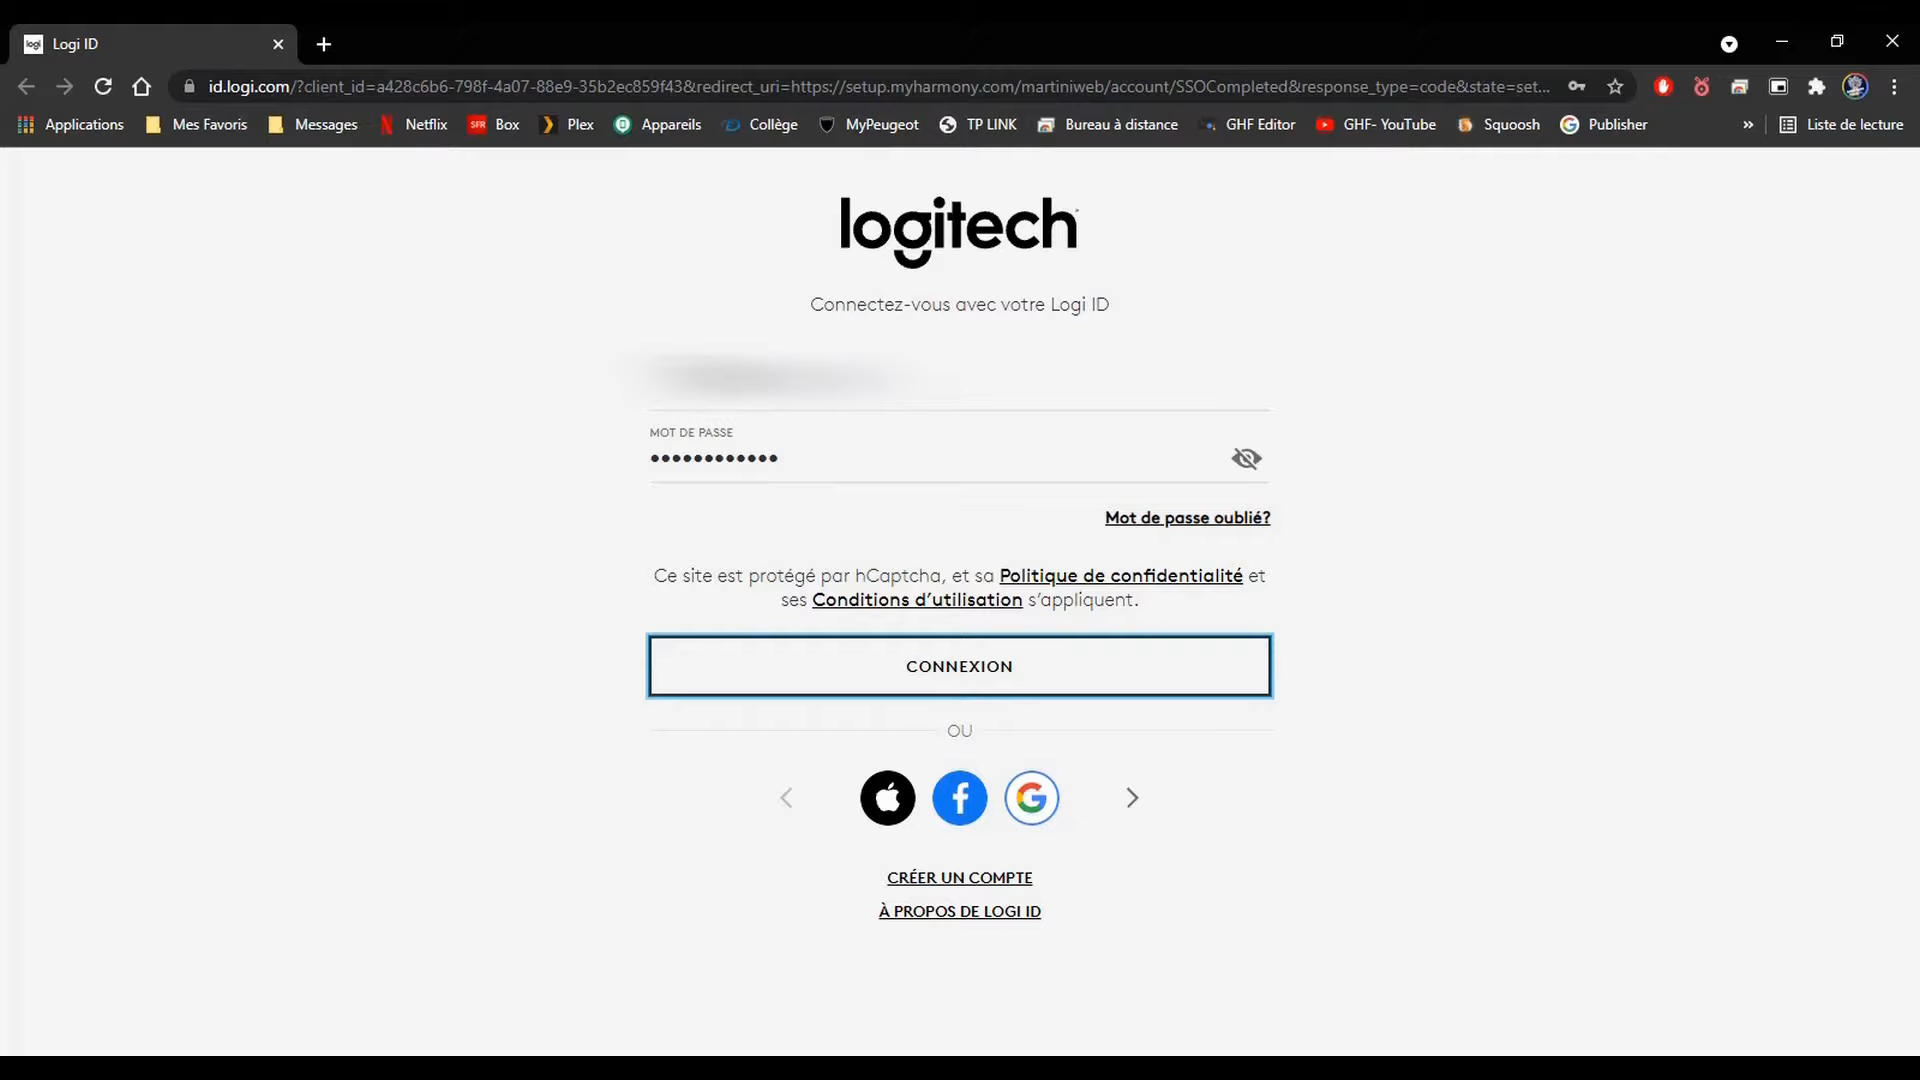 logi Logi ID
id.logi.com/?client_id=a428c6b6-798f-4a07-88e9-35b2ec859f43&redirect_uri=https://setup.myharmony.com/martiniweb/account/SSOCompleted&response_type=code&state=set...
Applications Mes Favoris Messages Netflix SFR Box Plex Appareils Collège MyPeugeot TP LINK Bureau à distance GHF Editor GHF- YouTube Squoosh Publisher » Liste de lecture
logitech
Connectez-vous avec votre Logi ID
MOT DE PASSE
••••••••••••
Mot de passe oublié?
Ce site est protégé par hCaptcha, et sa Politique de confidentialité et
ses Conditions d’utilisation s’appliquent.
CONNEXION
OU
CRÉER UN COMPTE
À PROPOS DE LOGI ID